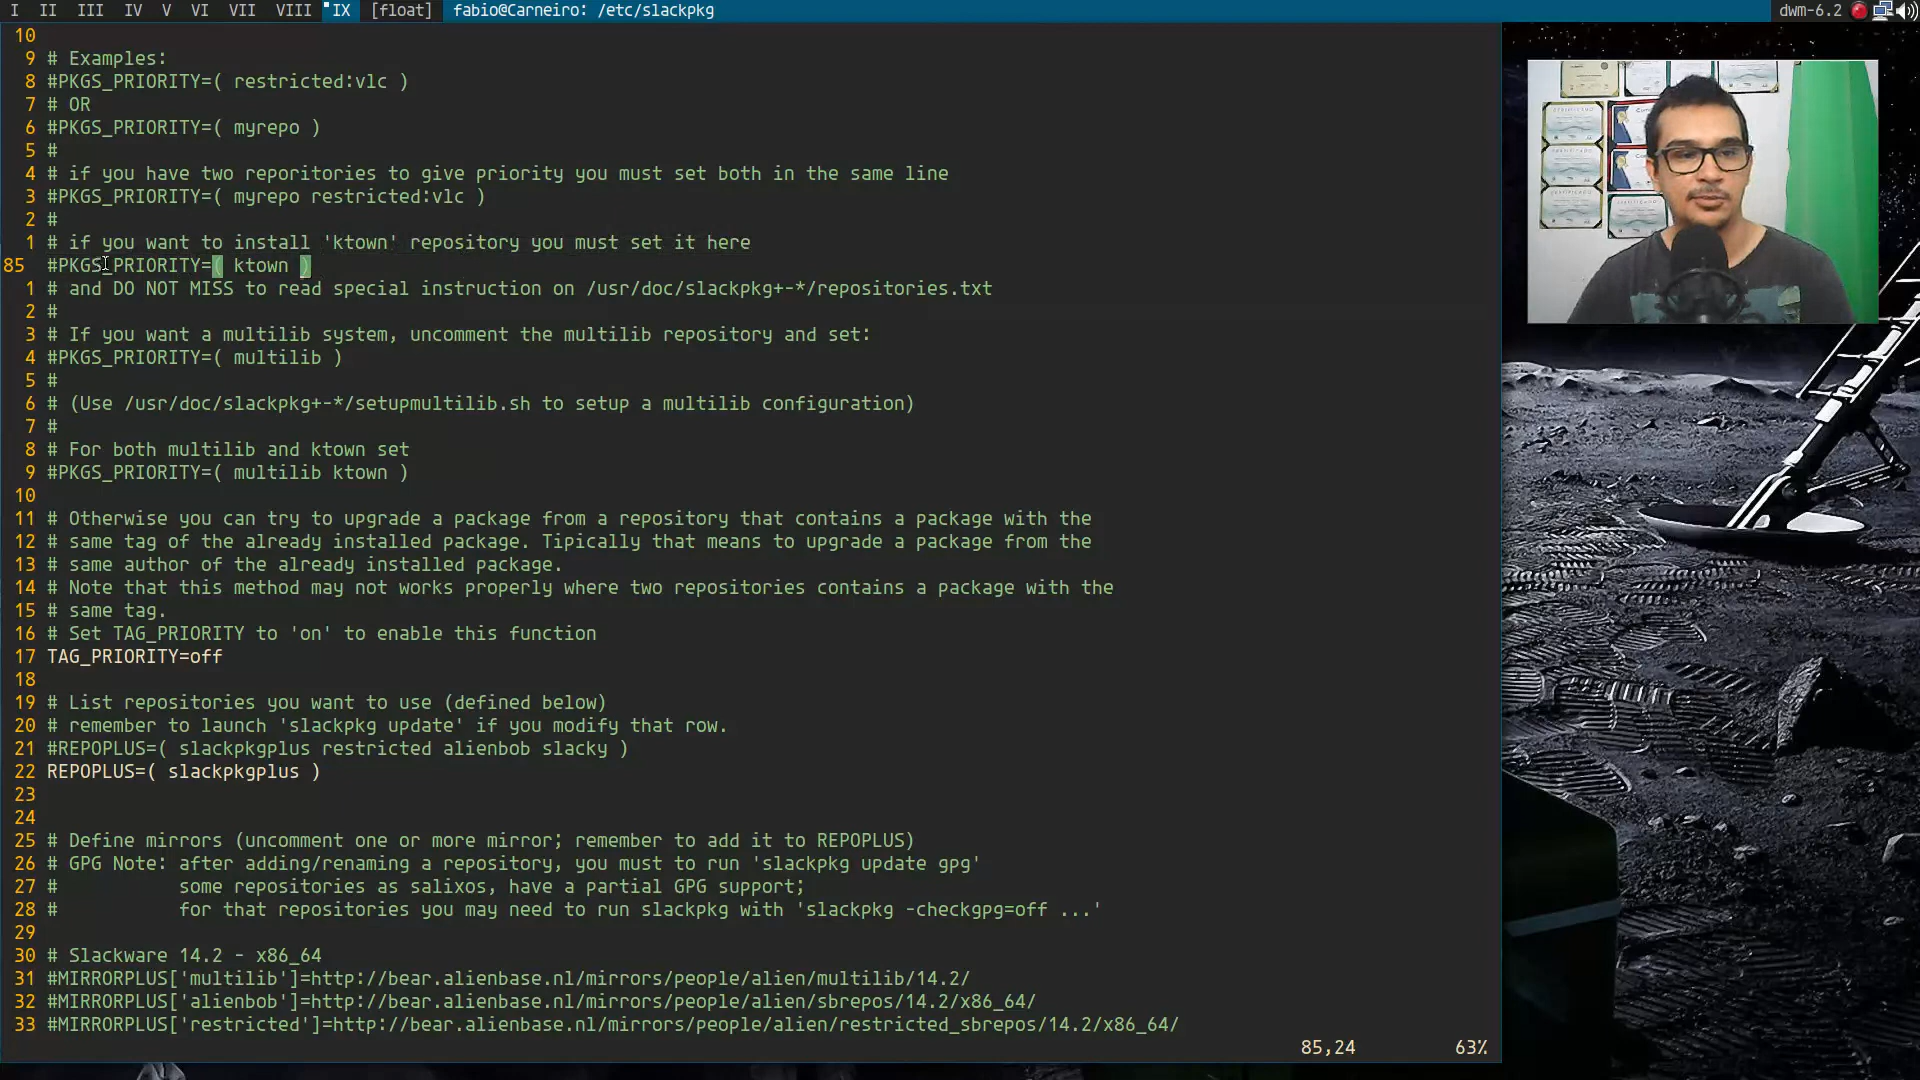 I II III IV V VI VII VIII IX [float] fabio@Carneiro: /etc/slackpkg dwm-6.2
10
9 # Examples:
8 #PKGS_PRIORITY=( restricted:vlc )
7 # OR
6 #PKGS_PRIORITY=( myrepo )
5 #
4 # if you have two reporitories to give priority you must set both in the same line
3 #PKGS_PRIORITY=( myrepo restricted:vlc )
2 #
1 # if you want to install 'ktown' repository you must set it here
85 #PKGS_PRIORITY=( ktown )
1 # and DO NOT MISS to read special instruction on /usr/doc/slackpkg+-*/repositories.txt
2 #
3 # If you want a multilib system, uncomment the multilib repository and set:
4 #PKGS_PRIORITY=( multilib )
5 #
6 # (Use /usr/doc/slackpkg+-*/setupmultilib.sh to setup a multilib configuration)
7 #
8 # For both multilib and ktown set
9 #PKGS_PRIORITY=( multilib ktown )
10
11 # Otherwise you can try to upgrade a package from a repository that contains a package with the
12 # same tag of the already installed package. Tipically that means to upgrade a package from the
13 # same author of the already installed package.
14 # Note that this method may not works properly where two repositories contains a package with the
15 # same tag.
16 # Set TAG_PRIORITY to 'on' to enable this function
17 TAG_PRIORITY=off
18
19 # List repositories you want to use (defined below)
20 # remember to launch 'slackpkg update' if you modify that row.
21 #REPOPLUS=( slackpkgplus restricted alienbob slacky )
22 REPOPLUS=( slackpkgplus )
23
24
25 # Define mirrors (uncomment one or more mirror; remember to add it to REPOPLUS)
26 # GPG Note: after adding/renaming a repository, you must to run 'slackpkg update gpg'
27 # some repositories as salixos, have a partial GPG support;
28 # for that repositories you may need to run slackpkg with 'slackpkg -checkgpg=off ...'
29
30 # Slackware 14.2 - x86_64
31 #MIRRORPLUS['multilib']=http://bear.alienbase.nl/mirrors/people/alien/multilib/14.2/
32 #MIRRORPLUS['alienbob']=http://bear.alienbase.nl/mirrors/people/alien/sbrepos/14.2/x86_64/
33 #MIRRORPLUS['restricted']=http://bear.alienbase.nl/mirrors/people/alien/restricted_sbrepos/14.2/x86_64/
85,24 63%